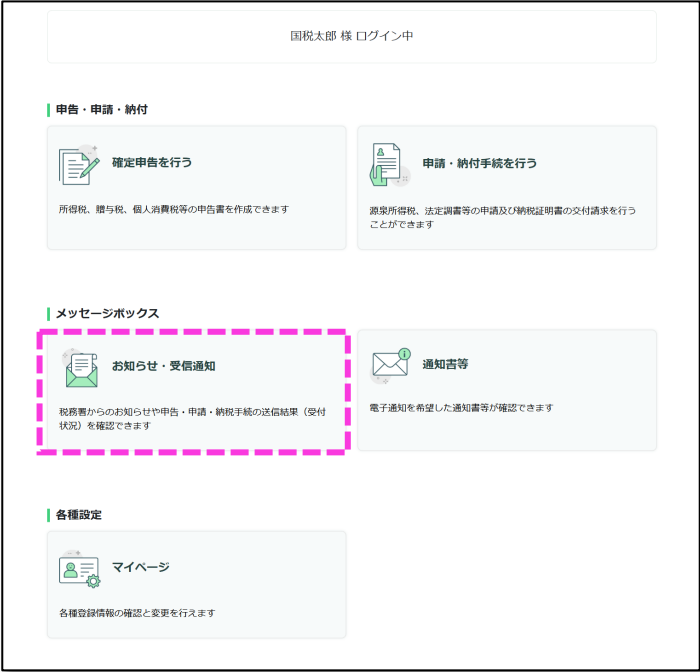 国税太郎 様 ログイン中
申告・申請・納付
確定申告を行う
所得税、贈与税、個人消費税等の申告書を作成できます
申請・納付手続を行う
源泉所得税、法定調書等の申請及び納税証明書の交付請求を行う
ことができます
メッセージボックス
お知らせ・受信通知
税務署からのお知らせや申告・申請・納税手続の送信結果（受付
状況）を確認できます
通知書等
電子通知を希望した通知書等が確認できます
各種設定
マイページ
各種登録情報の確認と変更を行えます